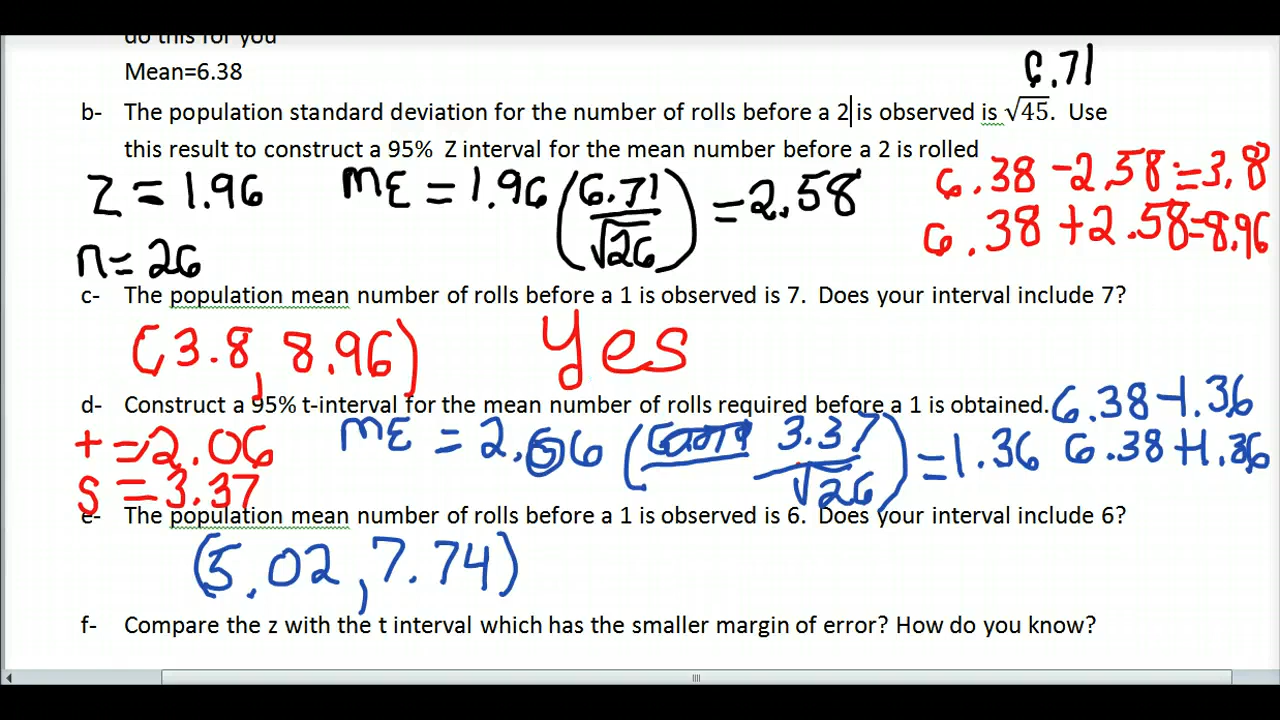 do this for you
Mean=6.38
6.71
b- The population standard deviation for the number of rolls before a 2 is observed is √45. Use
this result to construct a 95% Z interval for the mean number before a 2 is rolled
Z = 1.96 ME = 1.96 (6.71/√26) = 2.58
6.38 - 2.58 = 3.8
6.38 + 2.58 = 8.96
n = 26
c- The population mean number of rolls before a 1 is observed is 7. Does your interval include 7?
(3.8, 8.96) Yes
d- Construct a 95% t-interval for the mean number of rolls required before a 1 is obtained.
6.38 - 1.36
t = 2.06 ME = 2.06 (3.37/√26) = 1.36 6.38 + 1.36
S = 3.37
e- The population mean number of rolls before a 1 is observed is 6. Does your interval include 6?
(5.02, 7.74)
f- Compare the z with the t interval which has the smaller margin of error? How do you know?